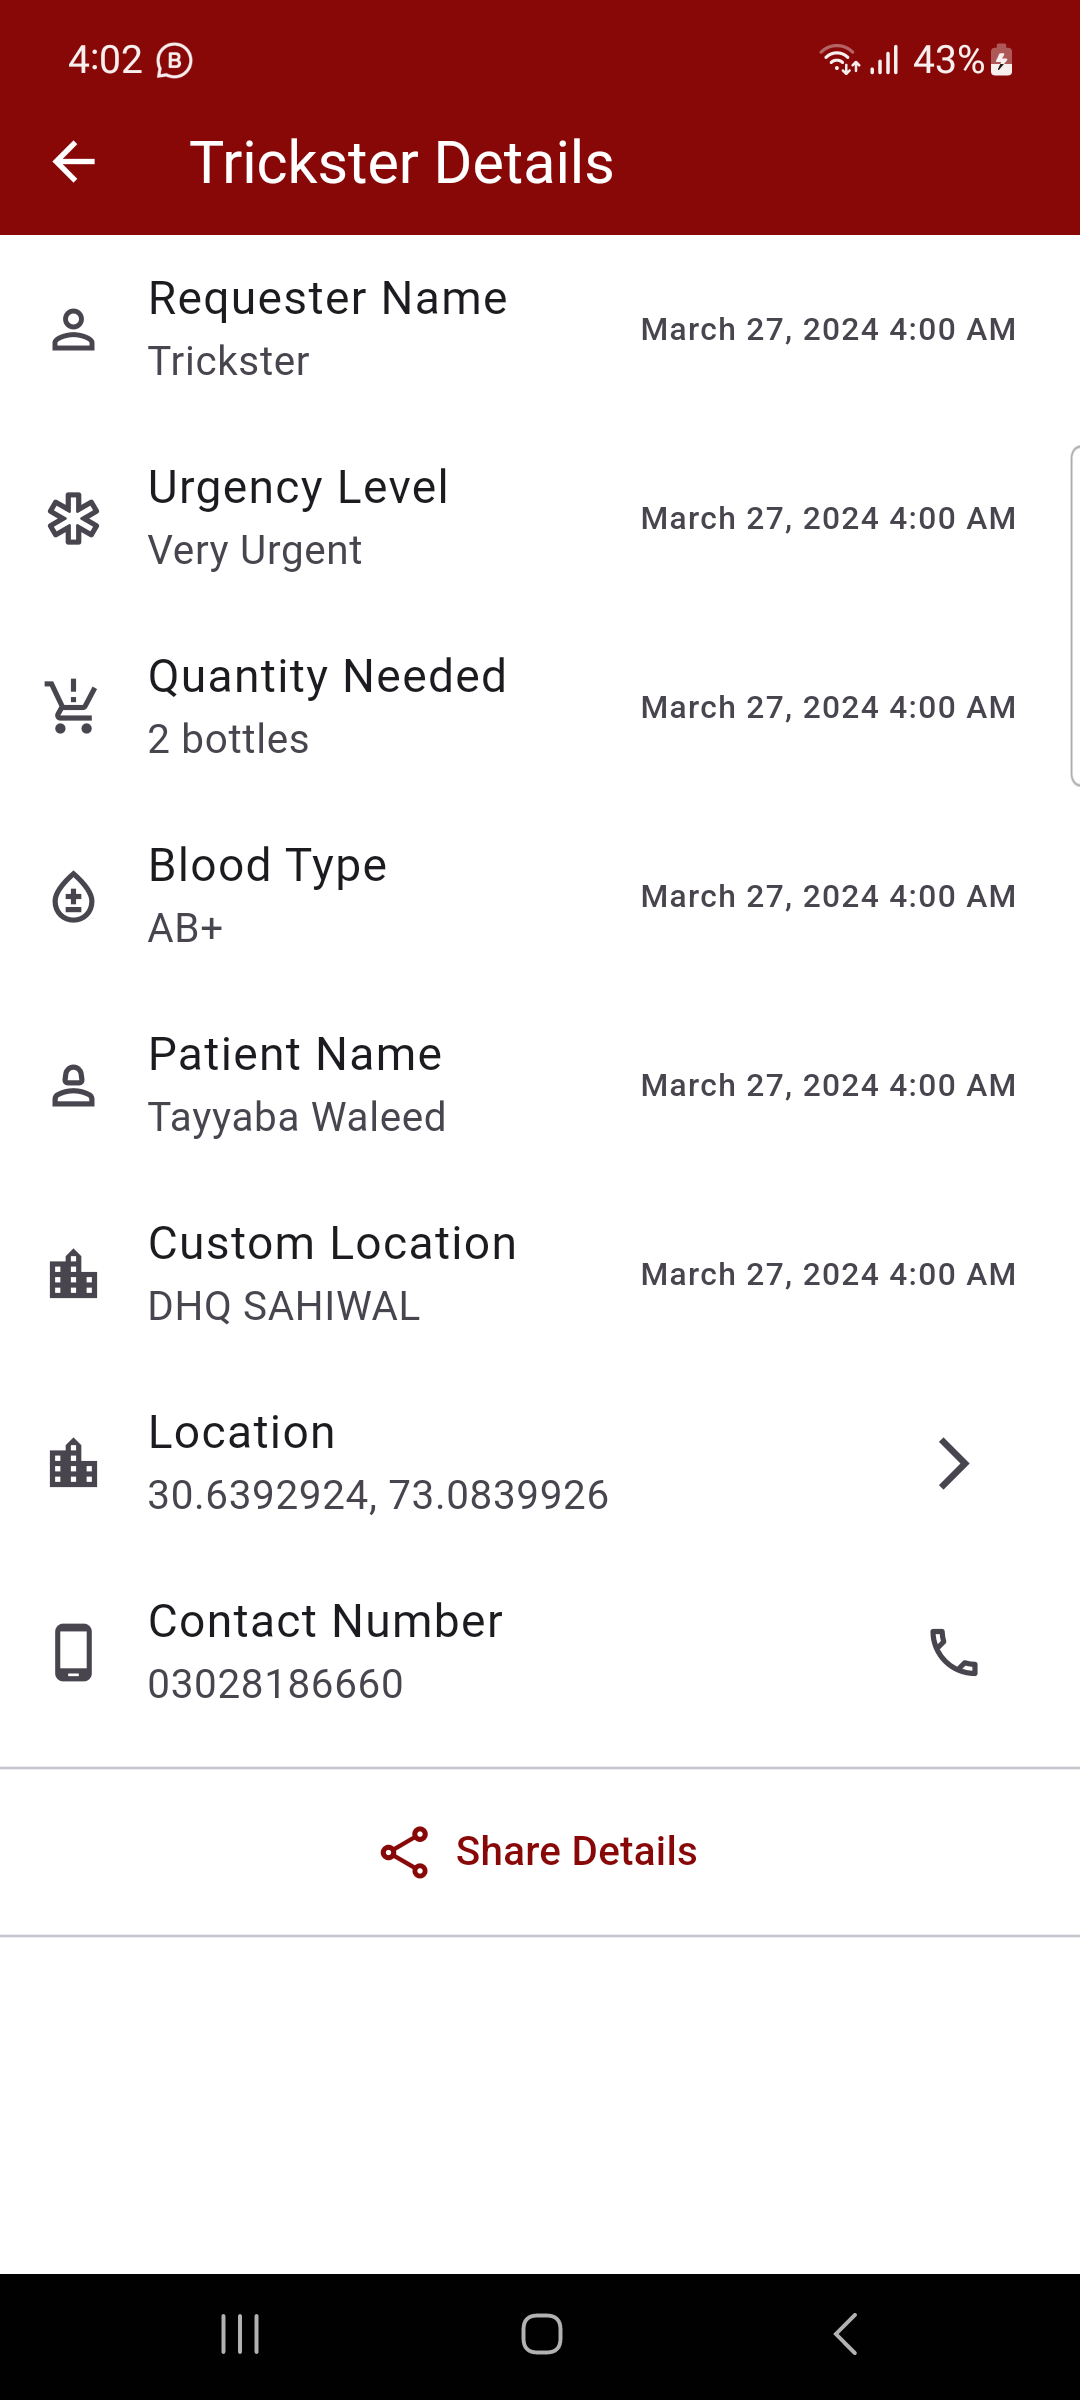 4:02 B 43%
Trickster Details
Requester Name
Trickster
March 27, 2024 4:00 AM
Urgency Level
Very Urgent
March 27, 2024 4:00 AM
Quantity Needed
2 bottles
March 27, 2024 4:00 AM
Blood Type
AB+
March 27, 2024 4:00 AM
Patient Name
Tayyaba Waleed
March 27, 2024 4:00 AM
Custom Location
DHQ SAHIWAL
March 27, 2024 4:00 AM
Location
30.6392924, 73.0839926
Contact Number
03028186660
Share Details